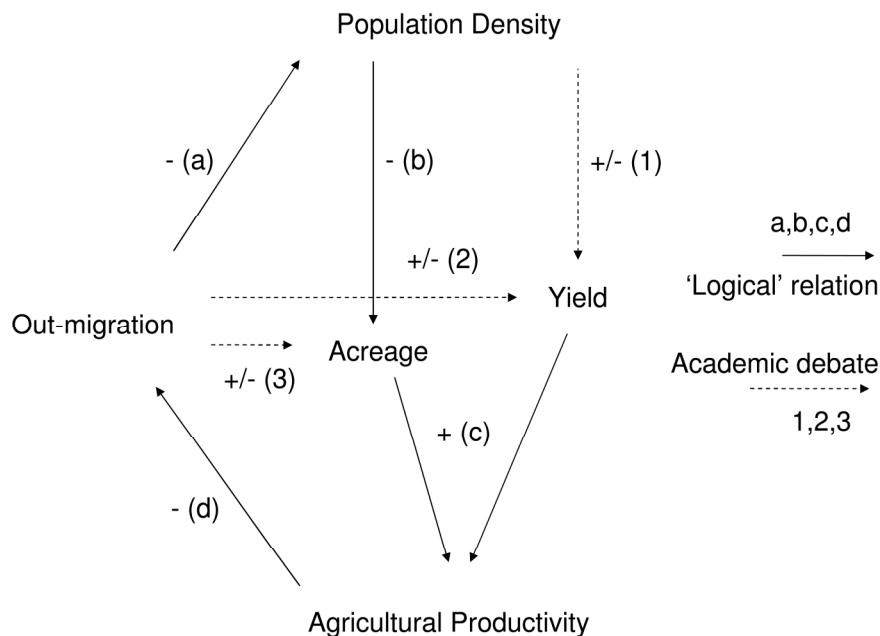 Population Density
- (a)
- (b)
+/- (1)
a,b,c,d
+/- (2)
'Logical' relation
Yield
Out-migration
Acreage
Academic debate
+/- (3)
1,2,3
+ (c)
- (d)
Agricultural Productivity